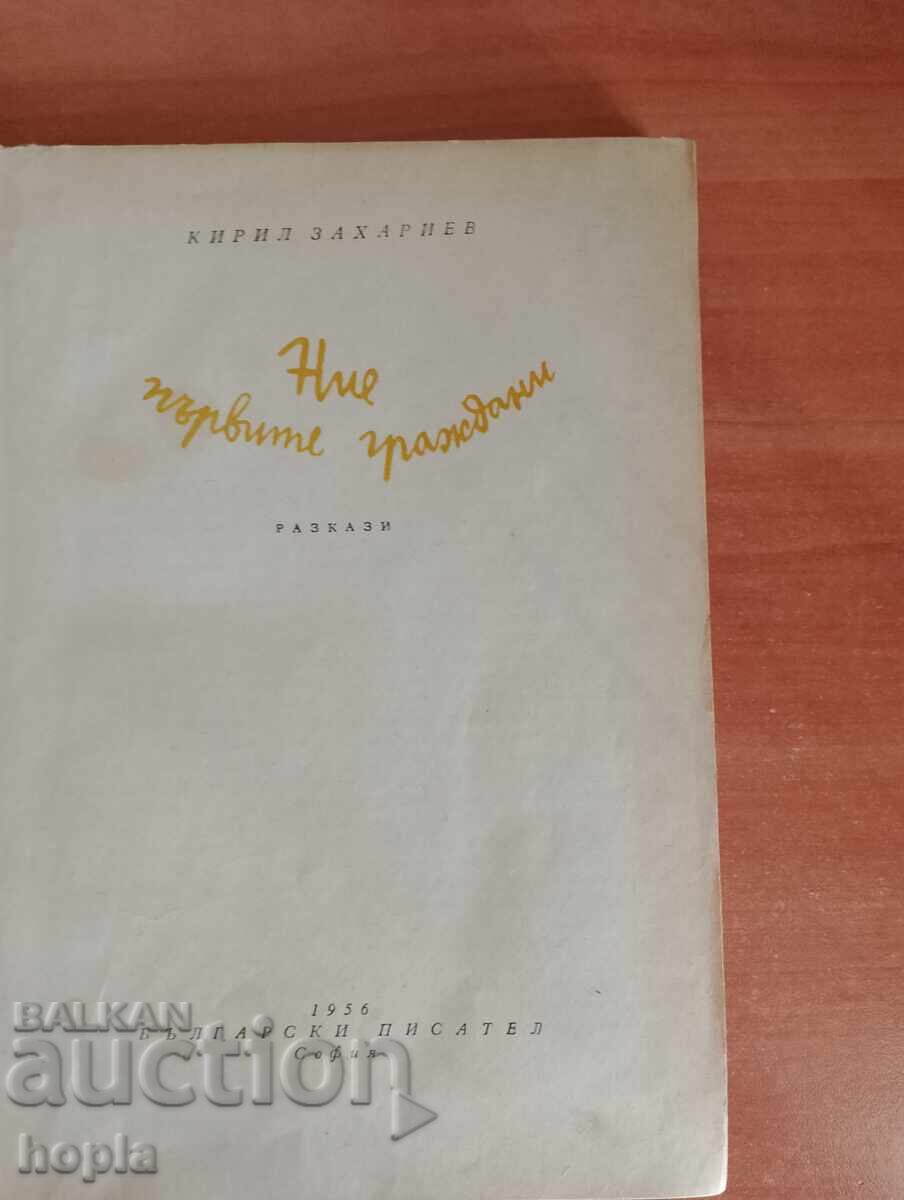 КИРИЛ ЗАХАРИЕВ
Ние
първите граждани
РАЗКАЗИ
1956
БЪЛГАРСКИ ПИСАТЕЛ
София
BALKAN
auction
hopla